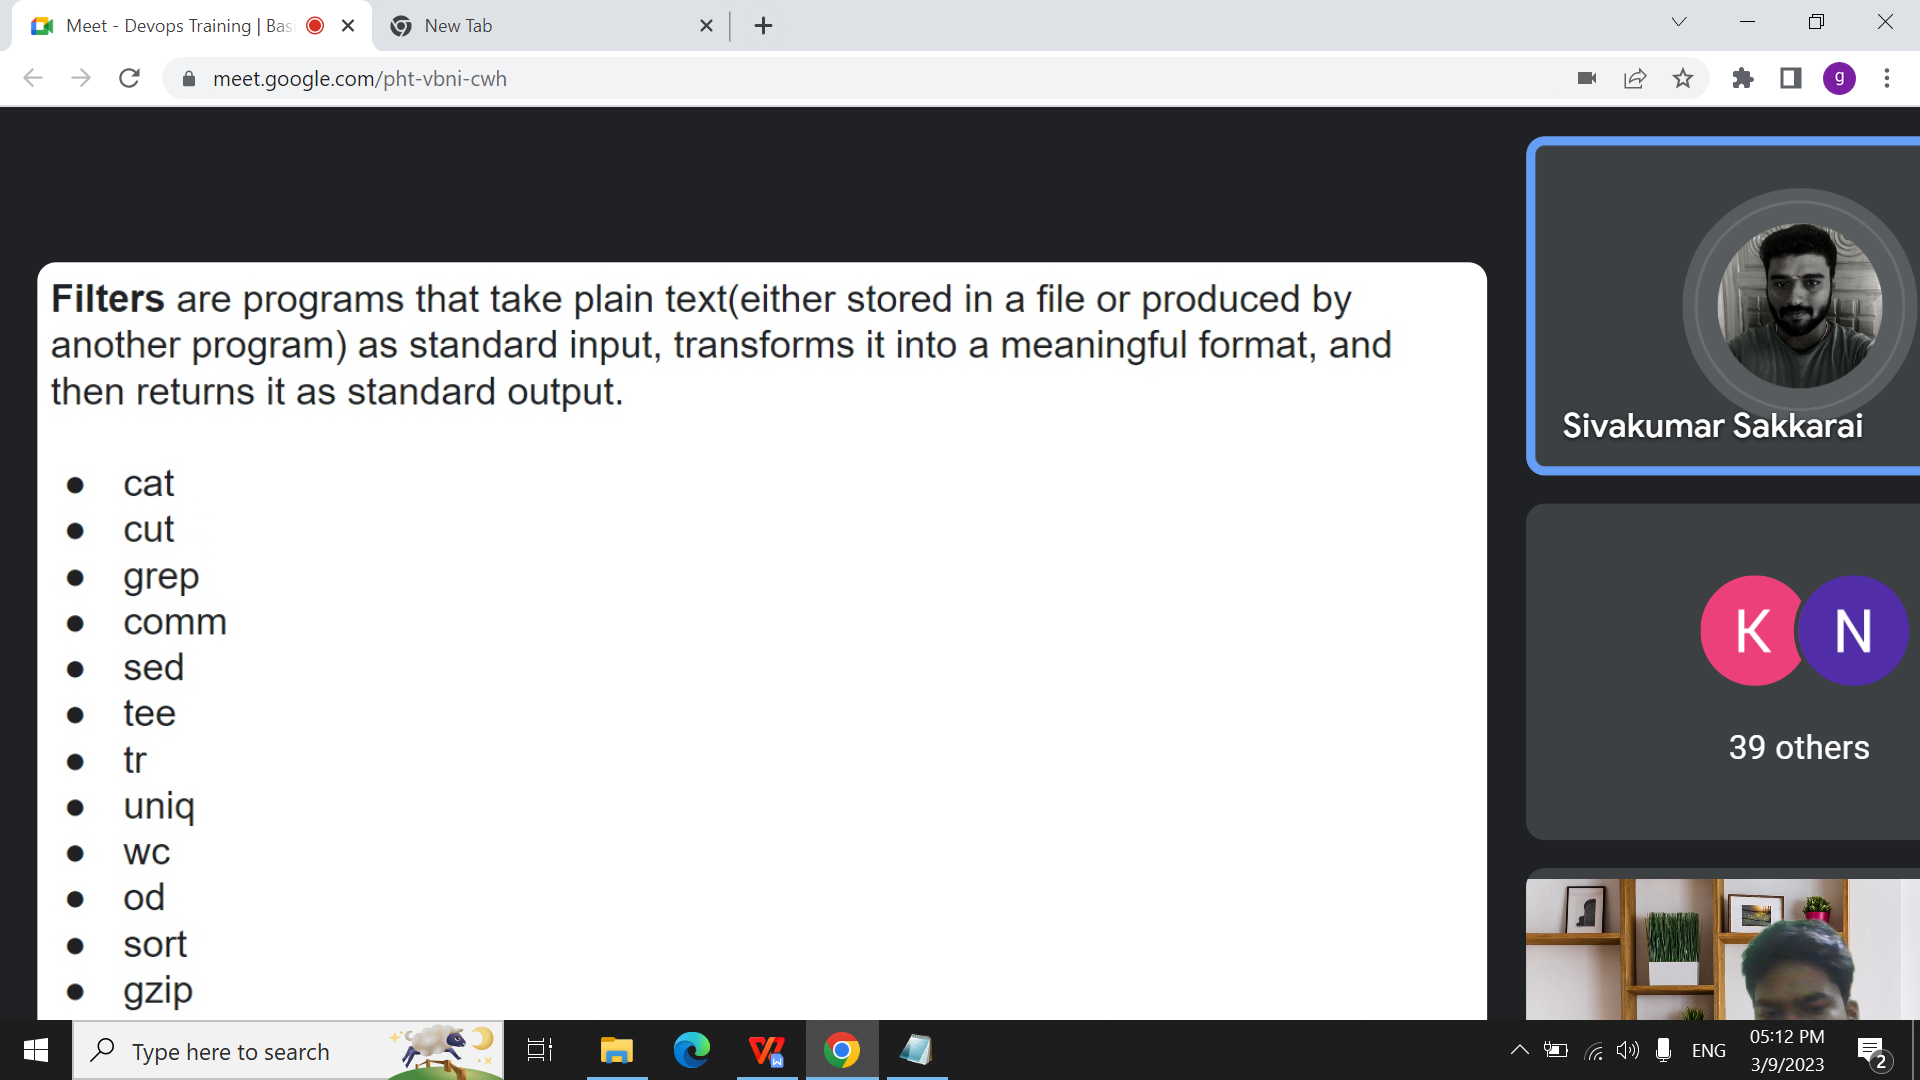 Meet - Devops Training | Bas
New Tab
meet.google.com/pht-vbni-cwh
g
Filters are programs that take plain text(either stored in a file or produced by
another program) as standard input, transforms it into a meaningful format, and
then returns it as standard output.
● cat
● cut
● grep
● comm
● sed
● tee
● tr
● uniq
● wc
● od
● sort
● gzip
Sivakumar Sakkarai
K N
39 others
Type here to search
W
ENG
05:12 PM
3/9/2023
2